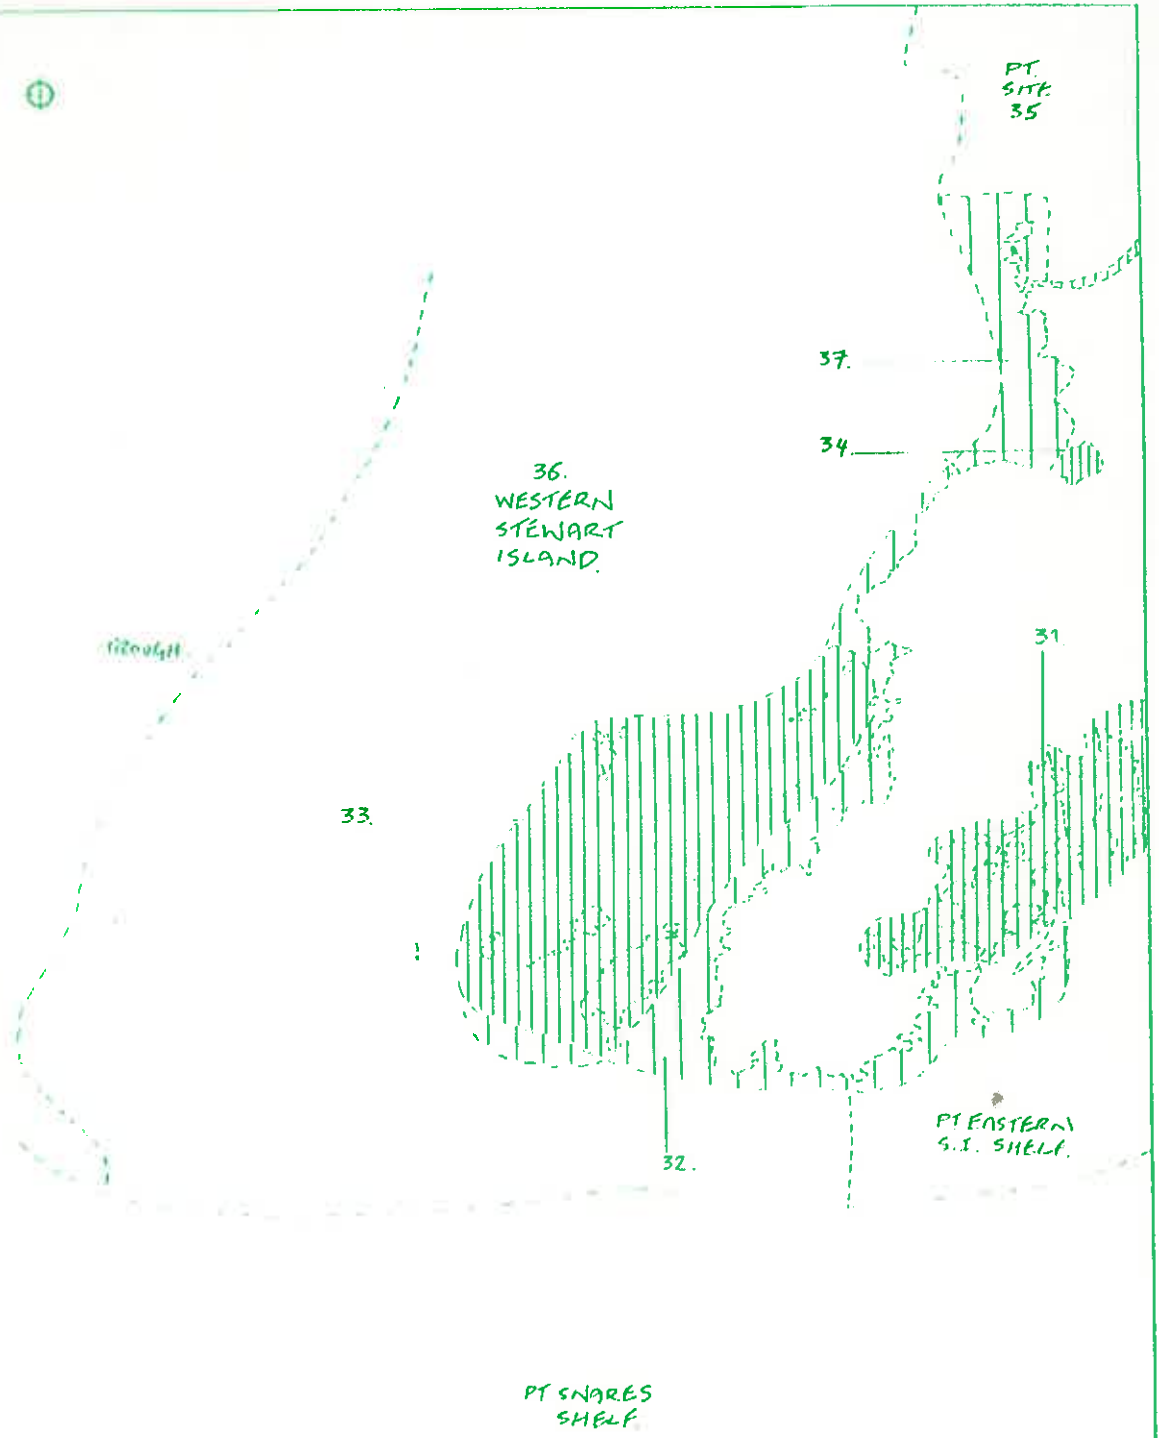 PT.
SITE
35
37.
34.
36.
WESTERN
STEWART
ISLAND.
31
TROUGH
33.
PT EASTERN
S.I. SHELF.
32.
PT SNARES
SHELF